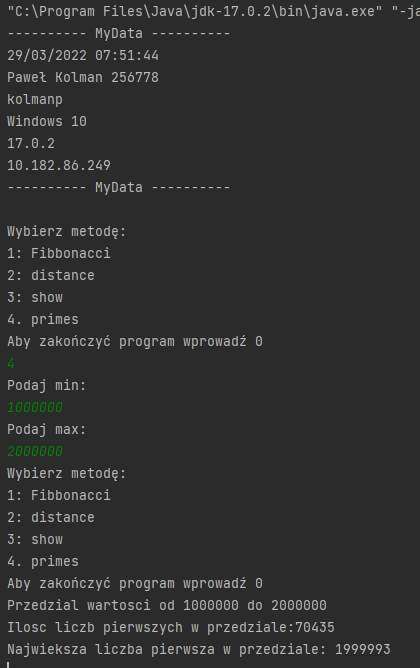 "C:\Program Files\Java\jdk-17.0.2\bin\java.exe" "-ja
---------- MyData ----------
29/03/2022 07:51:44
Paweł Kolman 256778
kolmanp
Windows 10
17.0.2
10.182.86.249
---------- MyData ----------
Wybierz metodę:
1: Fibbonacci
2: distance
3: show
4. primes
Aby zakończyć program wprowadź 0
4
Podaj min:
1000000
Podaj max:
2000000
Wybierz metodę:
1: Fibbonacci
2: distance
3: show
4. primes
Aby zakończyć program wprowadź 0
Przedzial wartosci od 1000000 do 2000000
Ilosc liczb pierwszych w przedziale:70435
Najwieksza liczba pierwsza w przedziale: 1999993